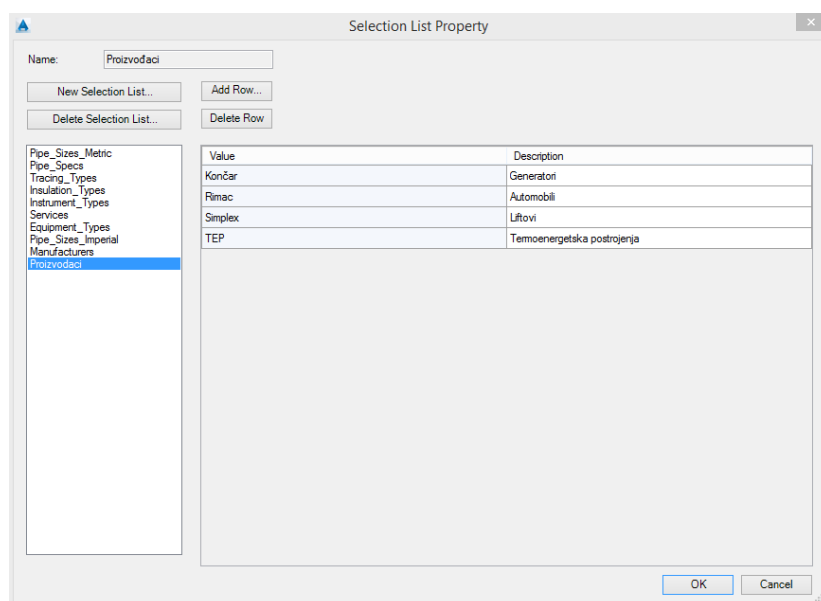 Selection List Property
Name: Proizvođaci
New Selection List... Add Row...
Delete Selection List... Delete Row
Pipe_Sizes_Metric
Pipe_Specs
Tracing_Types
Insulation_Types
Instrument_Types
Services
Equipment_Types
Pipe_Sizes_Imperial
Manufacturers
Proizvodaci
Value Description
Končar Generatori
Rimac Automobili
Simplex Liftovi
TEP Termoenergetska postrojenja
OK Cancel